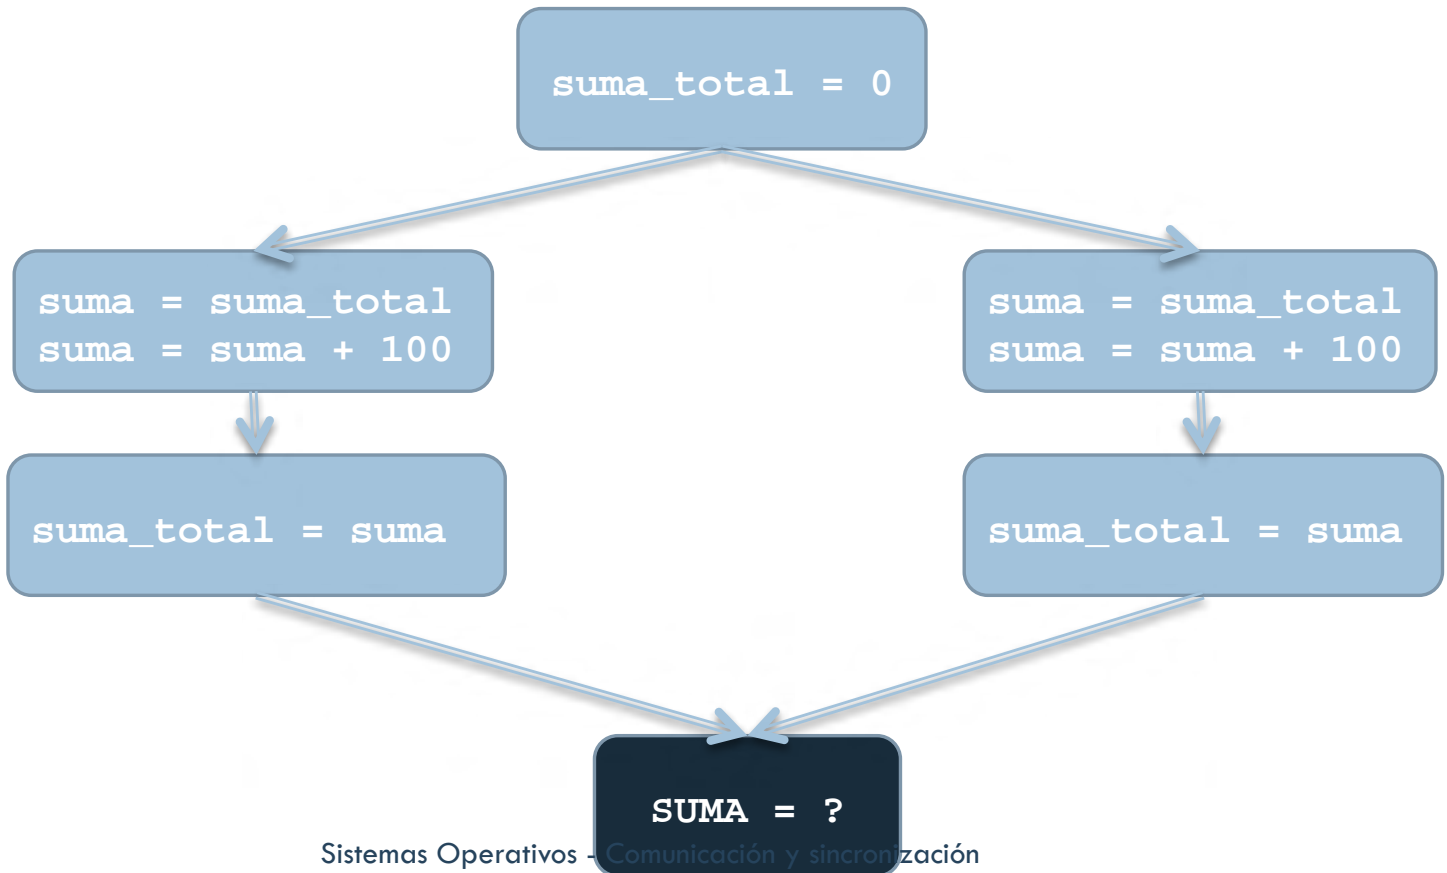 suma_total = 0
suma = suma_total
suma = suma + 100
suma = suma_total
suma = suma + 100
suma_total = suma
suma_total = suma
SUMA = ?
Sistemas Operativos - Comunicación y sincronización